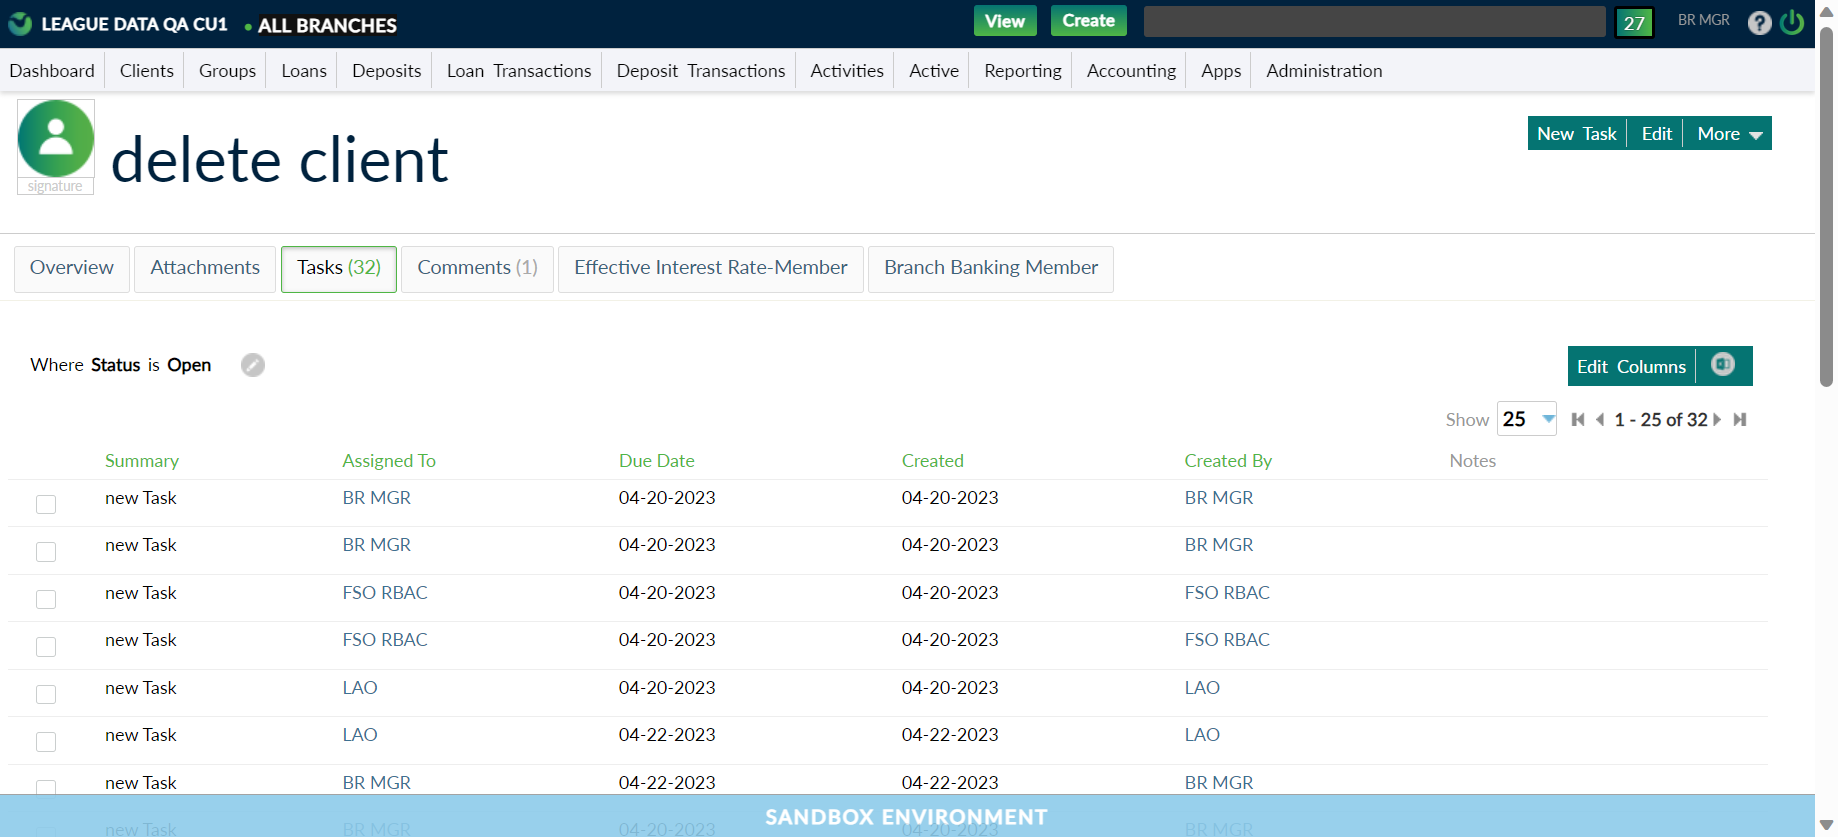 LEAGUE DATA QA CU1 • ALL BRANCHES View Create 27 BR MGR ?
Dashboard Clients Groups Loans Deposits Loan Transactions Deposit Transactions Activities Active Reporting Accounting Apps Administration
signature
delete client
New Task Edit More
Overview Attachments Tasks (32) Comments (1) Effective Interest Rate-Member Branch Banking Member
Where Status is Open
Edit Columns
Show 25 1 - 25 of 32
Summary Assigned To Due Date Created Created By Notes
new Task BR MGR 04-20-2023 04-20-2023 BR MGR
new Task BR MGR 04-20-2023 04-20-2023 BR MGR
new Task FSO RBAC 04-20-2023 04-20-2023 FSO RBAC
new Task FSO RBAC 04-20-2023 04-20-2023 FSO RBAC
new Task LAO 04-20-2023 04-20-2023 LAO
new Task LAO 04-22-2023 04-22-2023 LAO
new Task BR MGR 04-22-2023 04-22-2023 BR MGR
SANDBOX ENVIRONMENT
new Task BR MGR 04-20-2023 04-20-2023 BR MGR